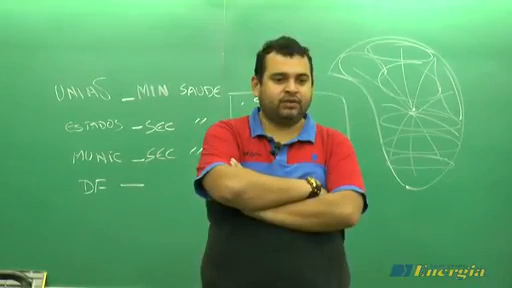 UNIÃO _ MIN SAUDE
ESTADOS - SEC "
MUNIC - SEC "
DF —
Energia